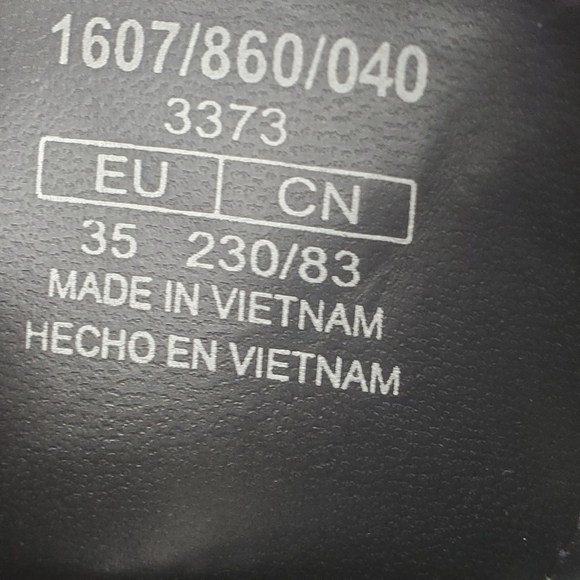 1607/860/040
3373
EU CN
35 230/83
MADE IN VIETNAM
HECHO EN VIETNAM